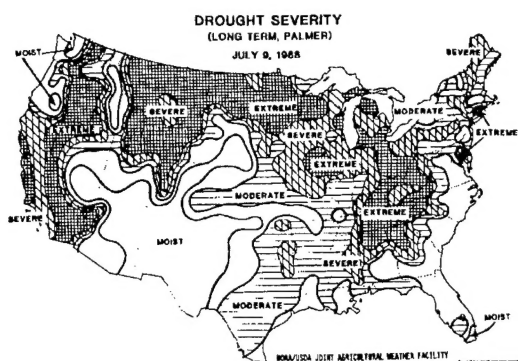 DROUGHT SEVERITY
(LONG TERM, PALMER)
JULY 9, 1988
MOIST
SEVERE
SEVERE
EXTREME
MODERATE
EXTREME
SEVERE
EXTREME
EXTREME
MODERATE
SEVERE
EXTREME
MOIST
SEVERE
MODERATE
MOIST
NOAA/USDA JOINT AGRICULTURAL WEATHER FACILITY